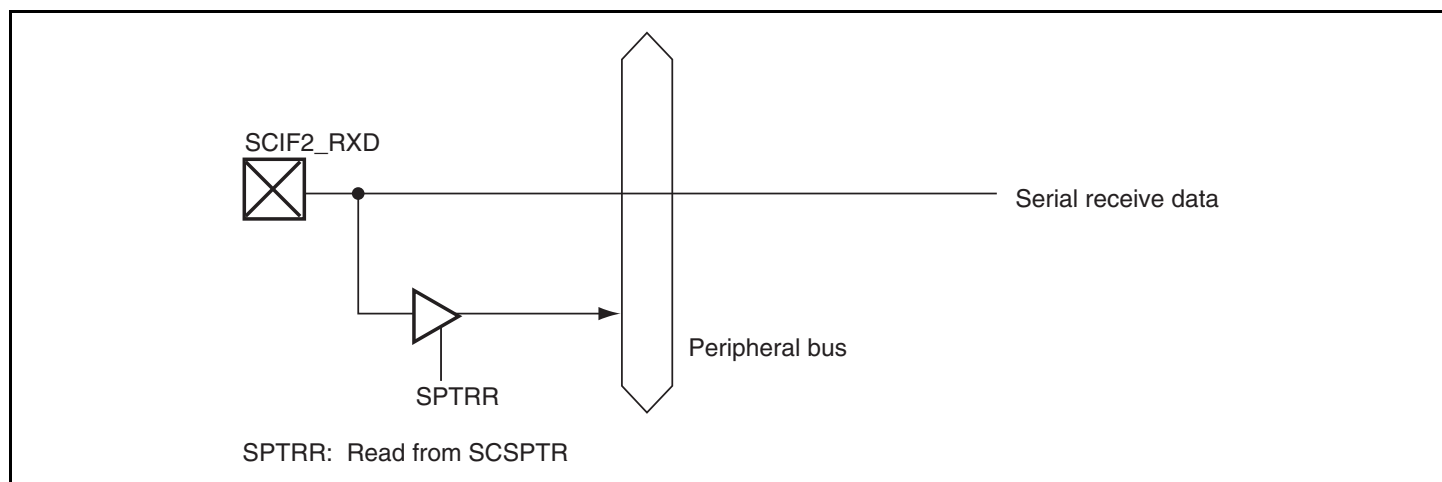 SCIF2_RXD
Serial receive data
Peripheral bus
SPTRR
SPTRR: Read from SCSPTR